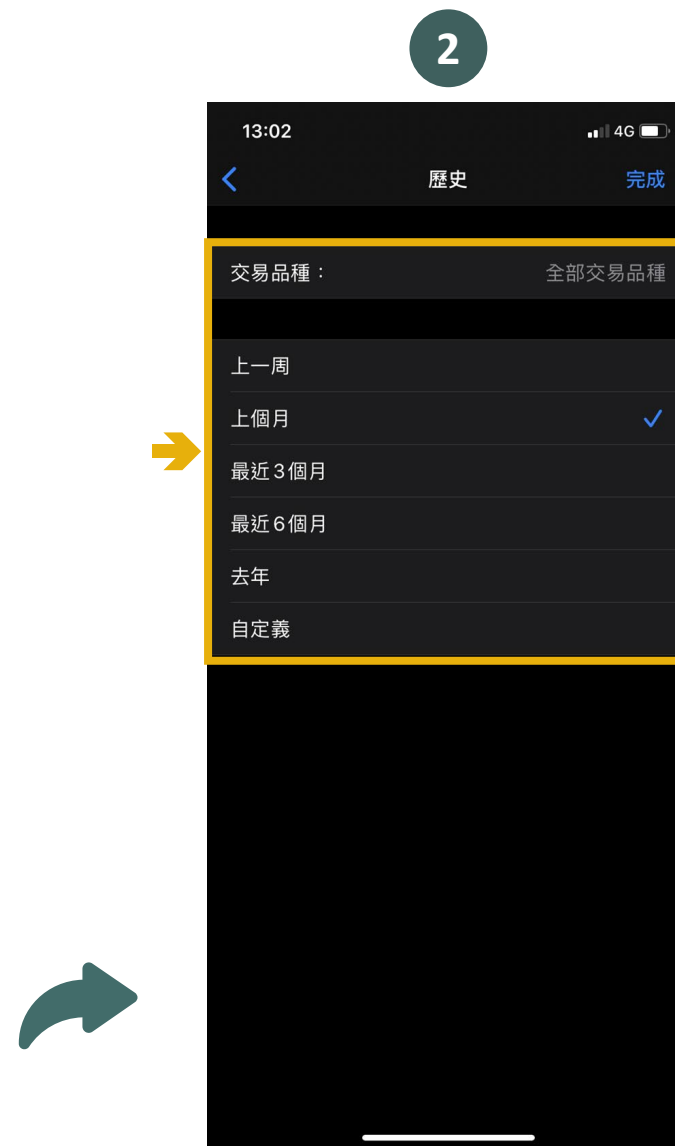 2
13:02 4G
歷史 完成
交易品種： 全部交易品種
上一周
上個月
最近3個月
最近6個月
去年
自定義